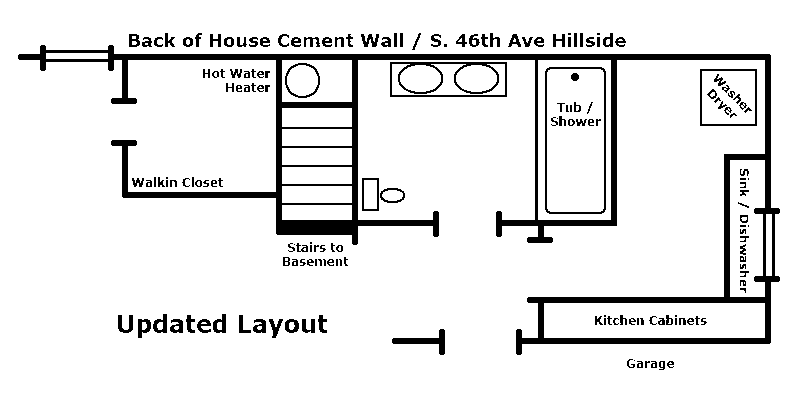 Back of House Cement Wall / S. 46th Ave Hillside
Hot Water
Heater
Washer
Dryer
Tub /
Shower
Walkin Closet
Sink / Dishwasher
Stairs to
Basement
Updated Layout
Kitchen Cabinets
Garage